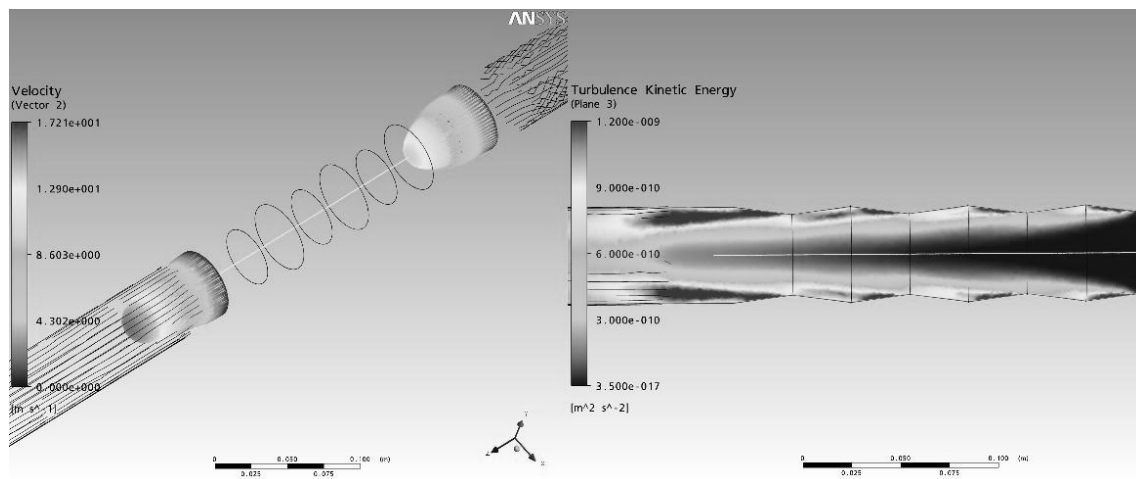 ANSYS
Velocity
(Vector 2)
1.721e+001
1.290e+001
8.603e+000
4.302e+000
0.000e+000
[m s^-1]
Y
Z
X
0 0.050 0.100 (m)
0.025 0.075
Turbulence Kinetic Energy
(Plane 3)
1.200e-009
9.000e-010
6.000e-010
3.000e-010
3.500e-017
[m^2 s^-2]
0 0.050 0.100 (m)
0.025 0.075